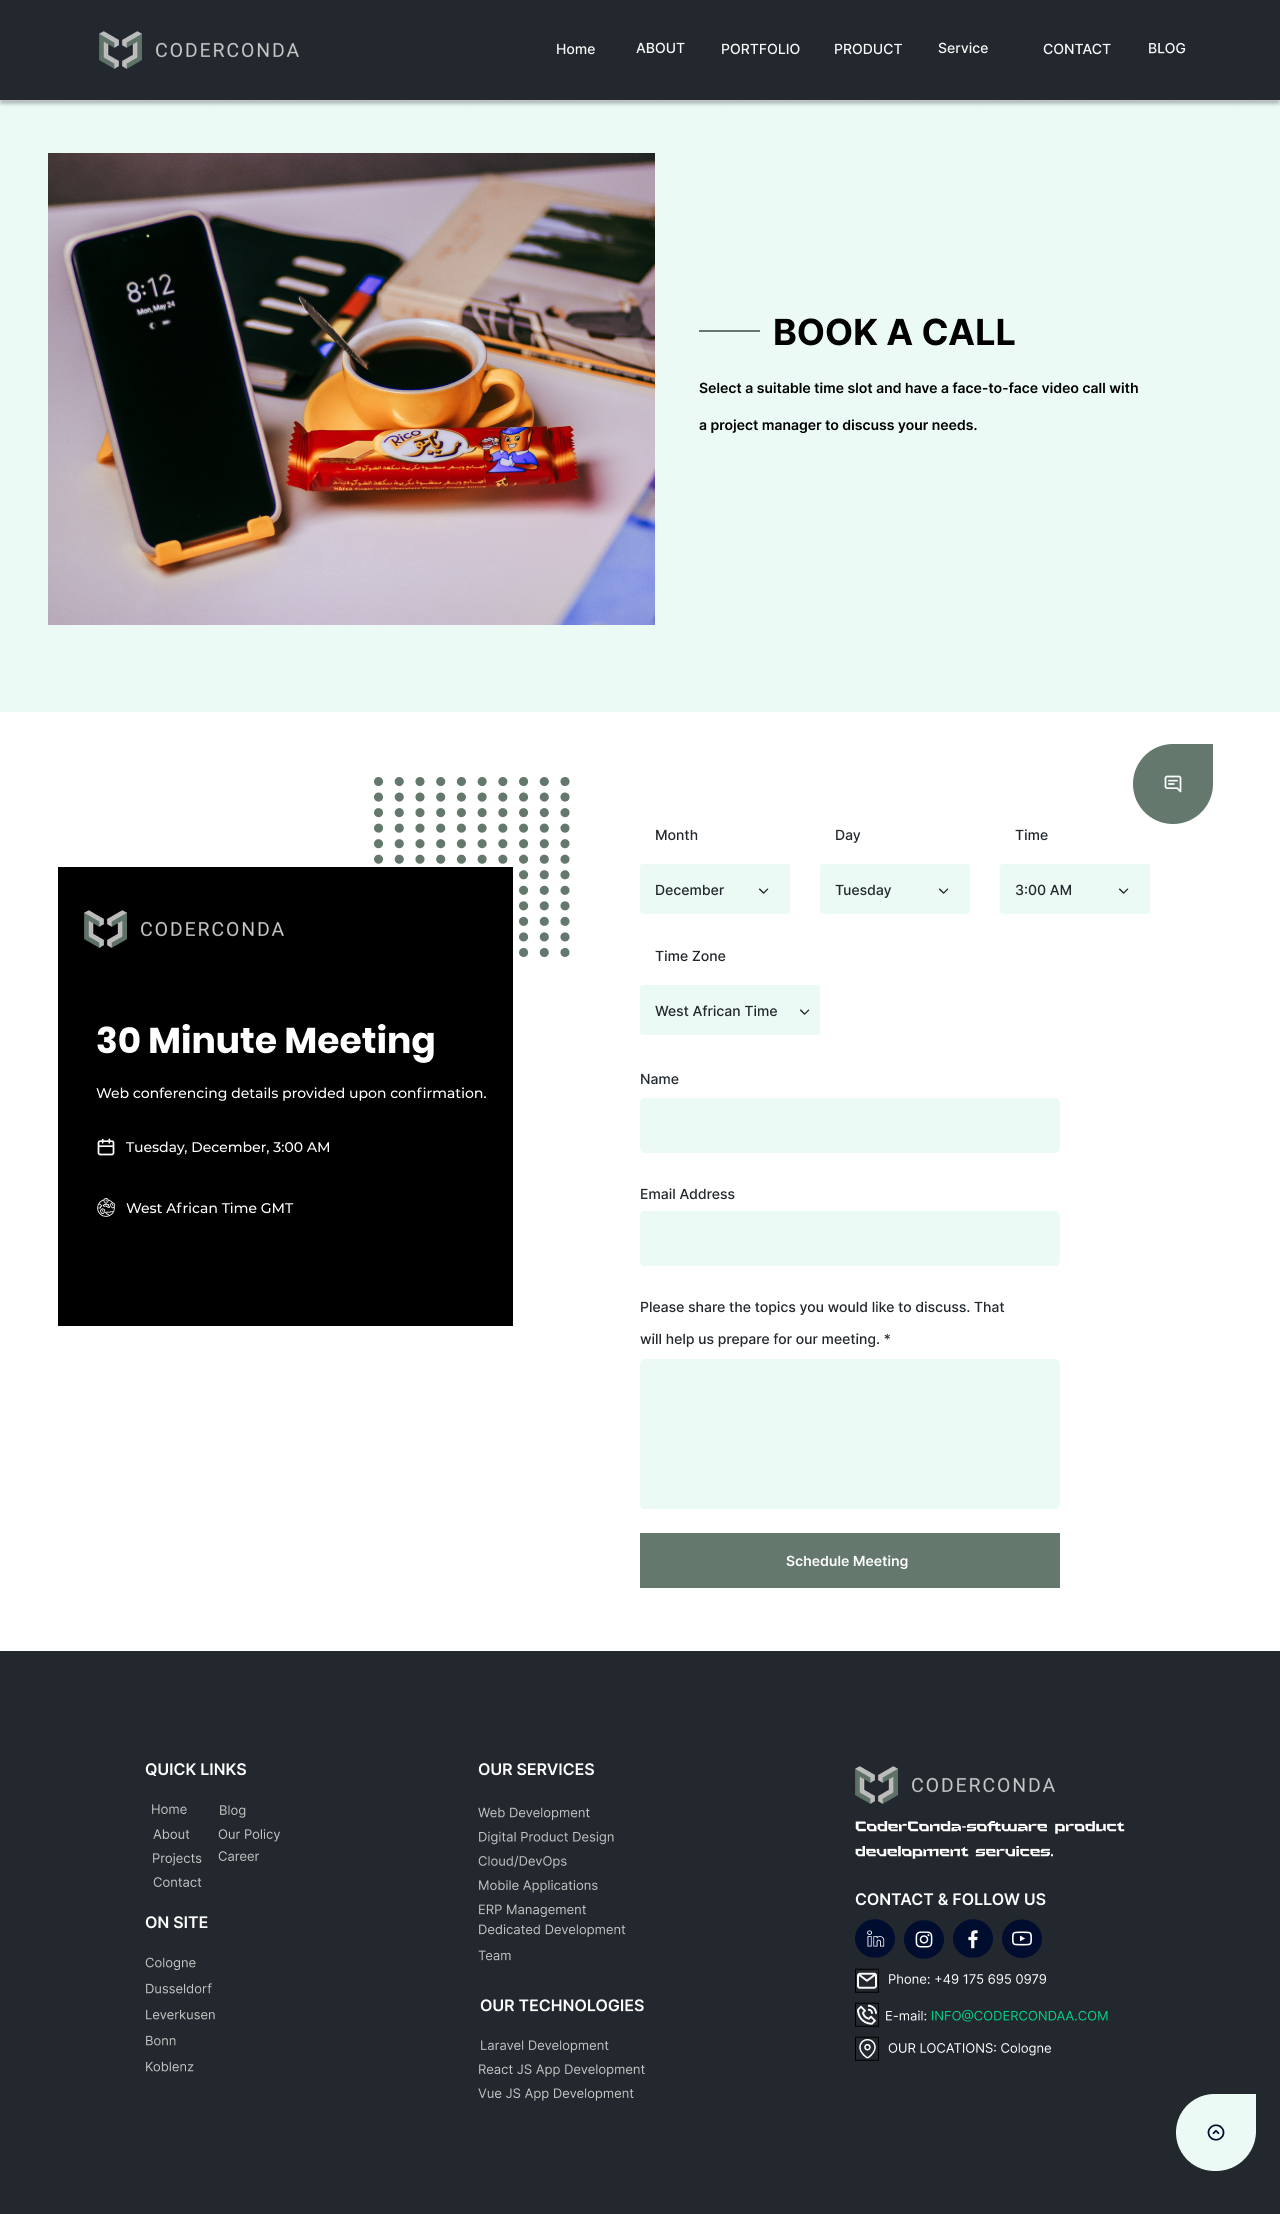 CODERCONDA
Home
ABOUT
PORTFOLIO
PRODUCT
Service
CONTACT
BLOG
8:12
Mon, May 24
Rico
ريكو
BOOK A CALL
Select a suitable time slot and have a face-to-face video call with
a project manager to discuss your needs.
Month
Day
Time
December
Tuesday
3:00 AM
Time Zone
West African Time
CODERCONDA
30 Minute Meeting
Web conferencing details provided upon confirmation.
Tuesday, December, 3:00 AM
West African Time GMT
Name
Email Address
Please share the topics you would like to discuss. That
will help us prepare for our meeting. *
Schedule Meeting
QUICK LINKS
Home
Blog
About
Our Policy
Projects
Career
Contact
ON SITE
Cologne
Dusseldorf
Leverkusen
Bonn
Koblenz
OUR SERVICES
Web Development
Digital Product Design
Cloud/DevOps
Mobile Applications
ERP Management
Dedicated Development
Team
OUR TECHNOLOGIES
Laravel Development
React JS App Development
Vue JS App Development
CODERCONDA
CoderConda-software product
development services.
CONTACT & FOLLOW US
in
Phone: +49 175 695 0979
E-mail: INFO@CODERCONDAA.COM
OUR LOCATIONS: Cologne